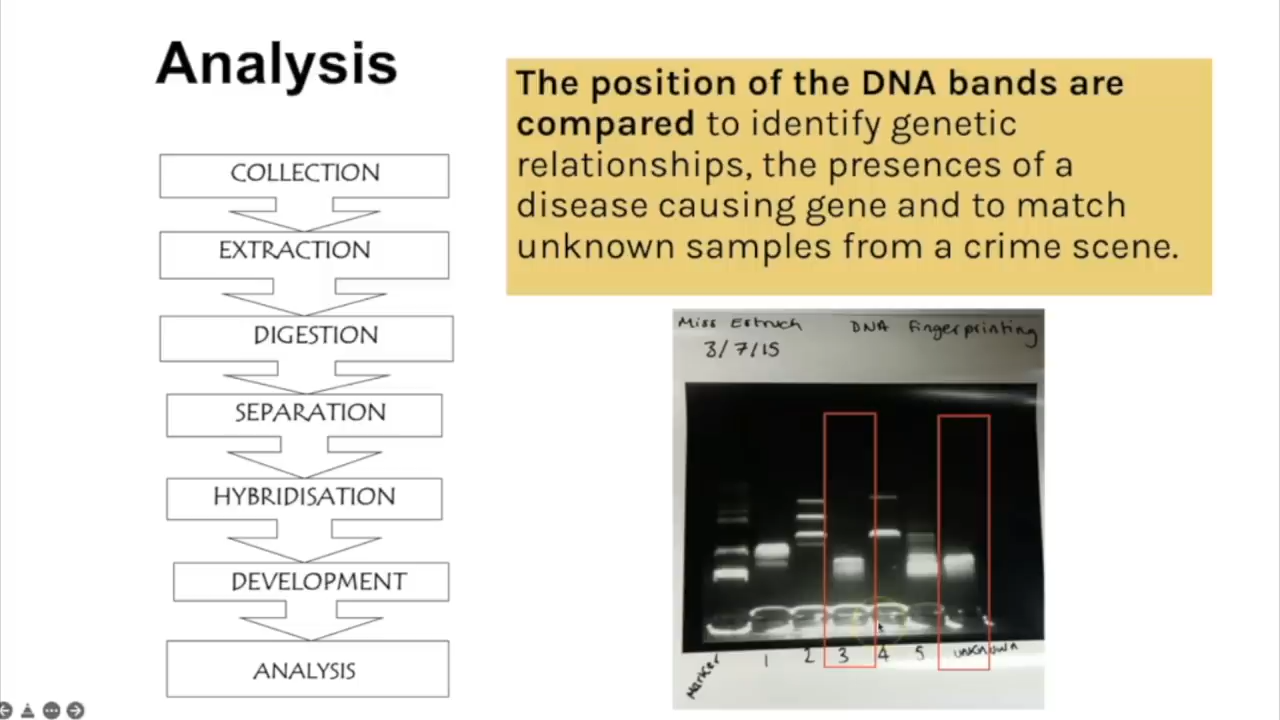 Analysis
COLLECTION
EXTRACTION
DIGESTION
SEPARATION
HYBRIDISATION
DEVELOPMENT
ANALYSIS
The position of the DNA bands are
compared to identify genetic
relationships, the presences of a
disease causing gene and to match
unknown samples from a crime scene.
Miss Estruch DNA Fingerprinting
3/7/15
Marker 1 2 3 4 5 UNKNOWN